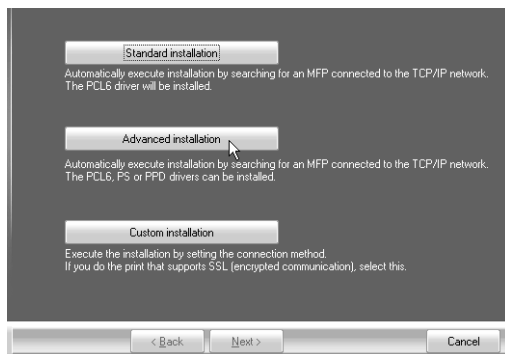 Standard installation
Automatically execute installation by searching for an MFP connected to the TCP/IP network.
The PCL6 driver will be installed.
Advanced installation
Automatically execute installation by searching for an MFP connected to the TCP/IP network.
The PCL6, PS or PPD drivers can be installed.
Custom installation
Execute the installation by setting the connection method.
If you do the print that supports SSL (encrypted communication), select this.
< Back Next > Cancel